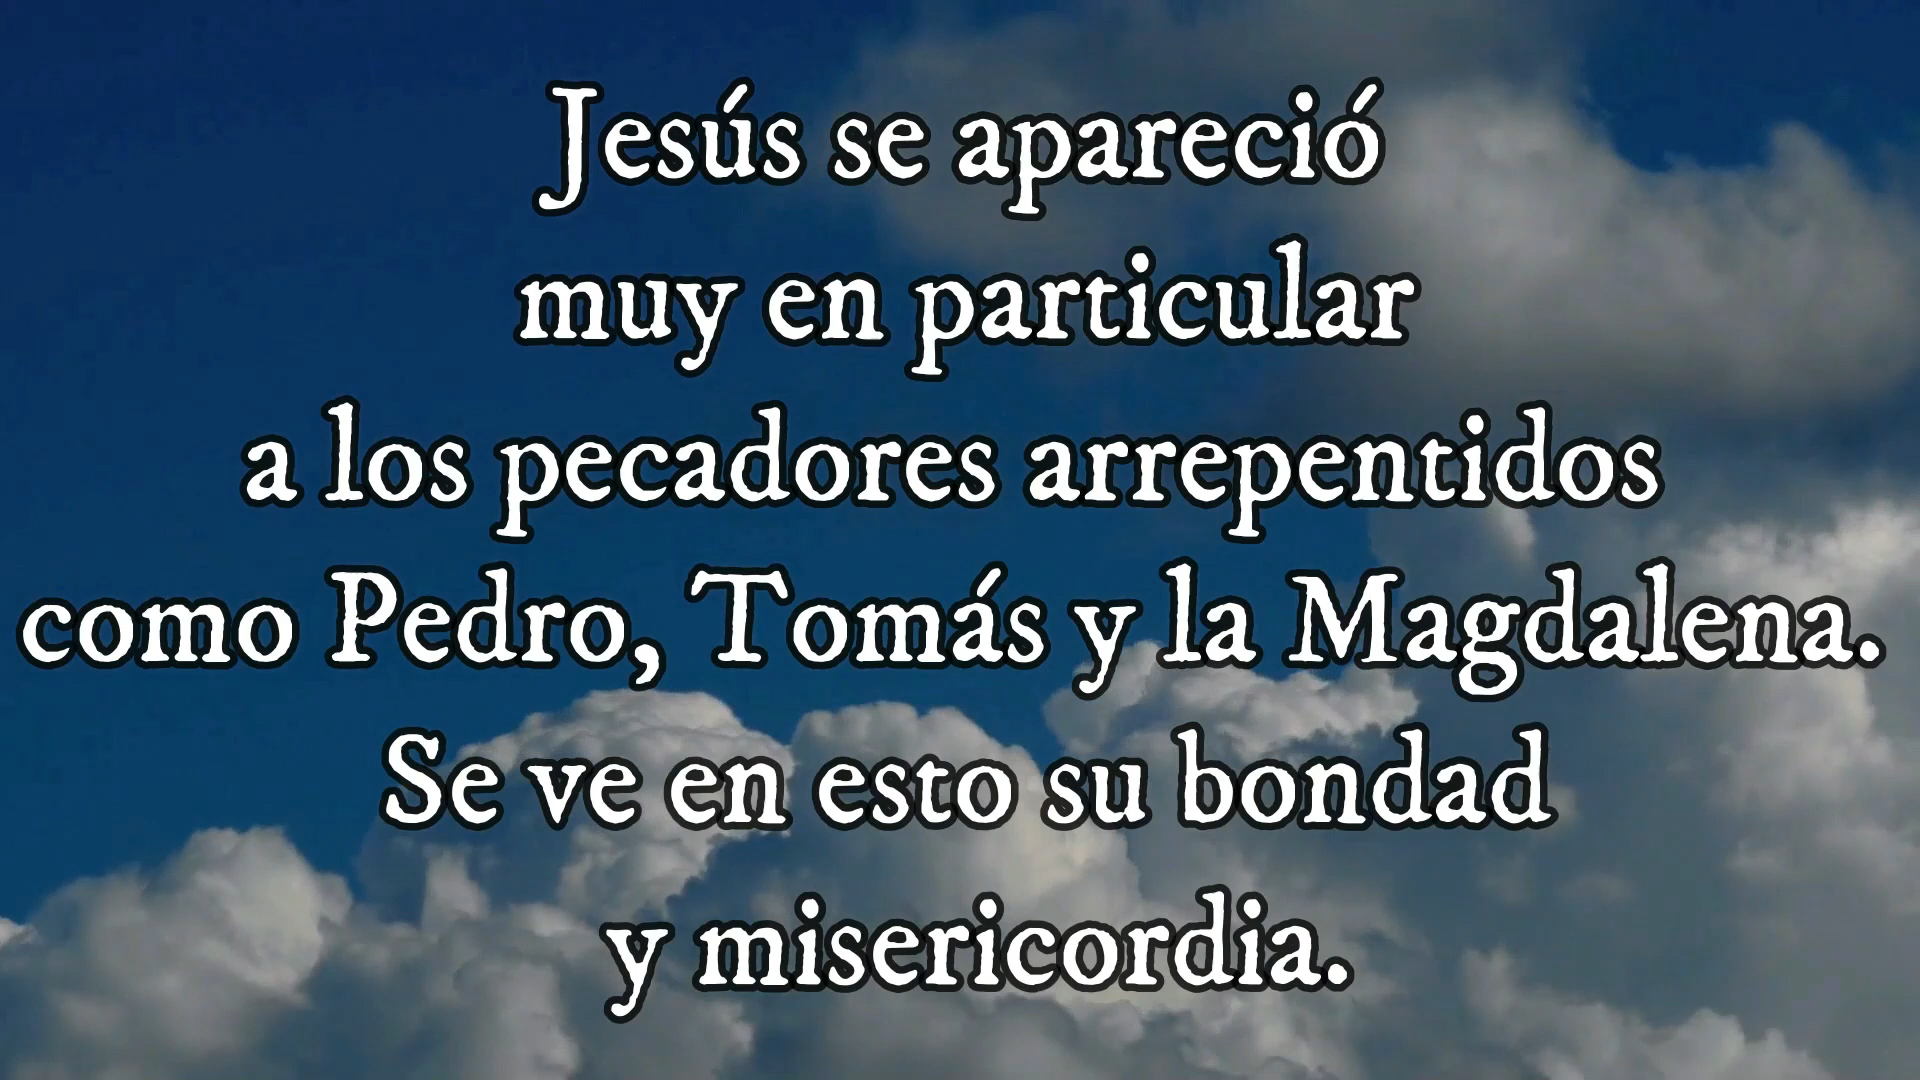 Jesús se apareció
muy en particular
a los pecadores arrepentidos
como Pedro, Tomás y la Magdalena.
Se ve en esto su bondad
y misericordia.